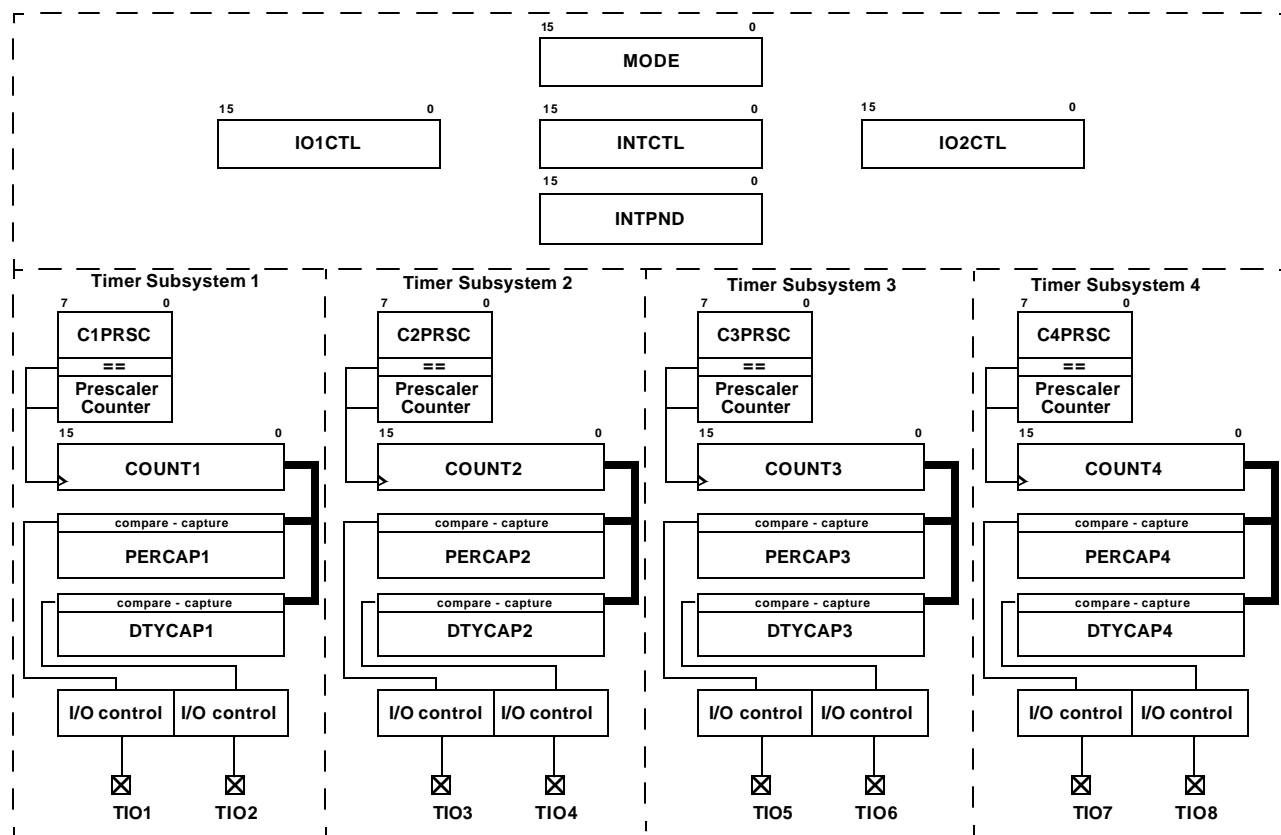 15 0
MODE
15 0 15 0 15 0
IO1CTL INTCTL IO2CTL
15 0
INTPND
Timer Subsystem 1 Timer Subsystem 2 Timer Subsystem 3 Timer Subsystem 4
7 0 7 0 7 0 7 0
C1PRSC C2PRSC C3PRSC C4PRSC
== == == ==
Prescaler Prescaler Prescaler Prescaler
Counter Counter Counter Counter
15 0 15 0 15 0 15 0
COUNT1 COUNT2 COUNT3 COUNT4
compare - capture compare - capture compare - capture compare - capture
PERCAP1 PERCAP2 PERCAP3 PERCAP4
compare - capture compare - capture compare - capture compare - capture
DTYCAP1 DTYCAP2 DTYCAP3 DTYCAP4
I/O control I/O control I/O control I/O control I/O control I/O control I/O control I/O control
TIO1 TIO2 TIO3 TIO4 TIO5 TIO6 TIO7 TIO8